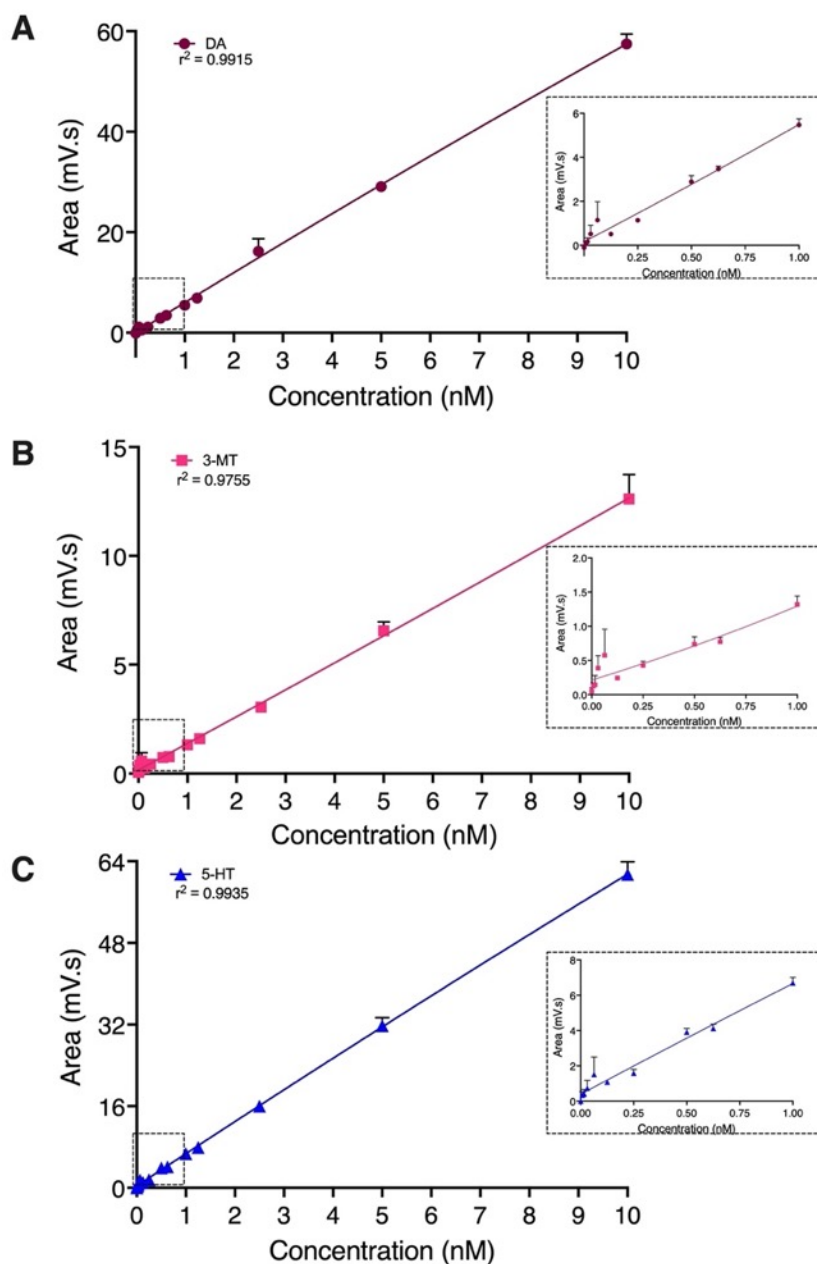 A
DA
r² = 0.9915
60
40
20
0
Area (mV.s)
1 2 3 4 5 6 7 8 9 10
Concentration (nM)
6
4
2
0
Area (mV.s)
0.25 0.50 0.75 1.00
Concentration (nM)
B
3-MT
r² = 0.9755
15
10
5
0
Area (mV.s)
0 1 2 3 4 5 6 7 8 9 10
Concentration (nM)
2.0
1.5
1.0
0.5
0.0
Area (mV.s)
0.00 0.25 0.50 0.75 1.00
Concentration (nM)
C
5-HT
r² = 0.9935
64
48
32
16
0
Area (mV.s)
0 1 2 3 4 5 6 7 8 9 10
Concentration (nM)
8
6
4
2
0
Area (mV.s)
0.00 0.25 0.50 0.75 1.00
Concentration (nM)